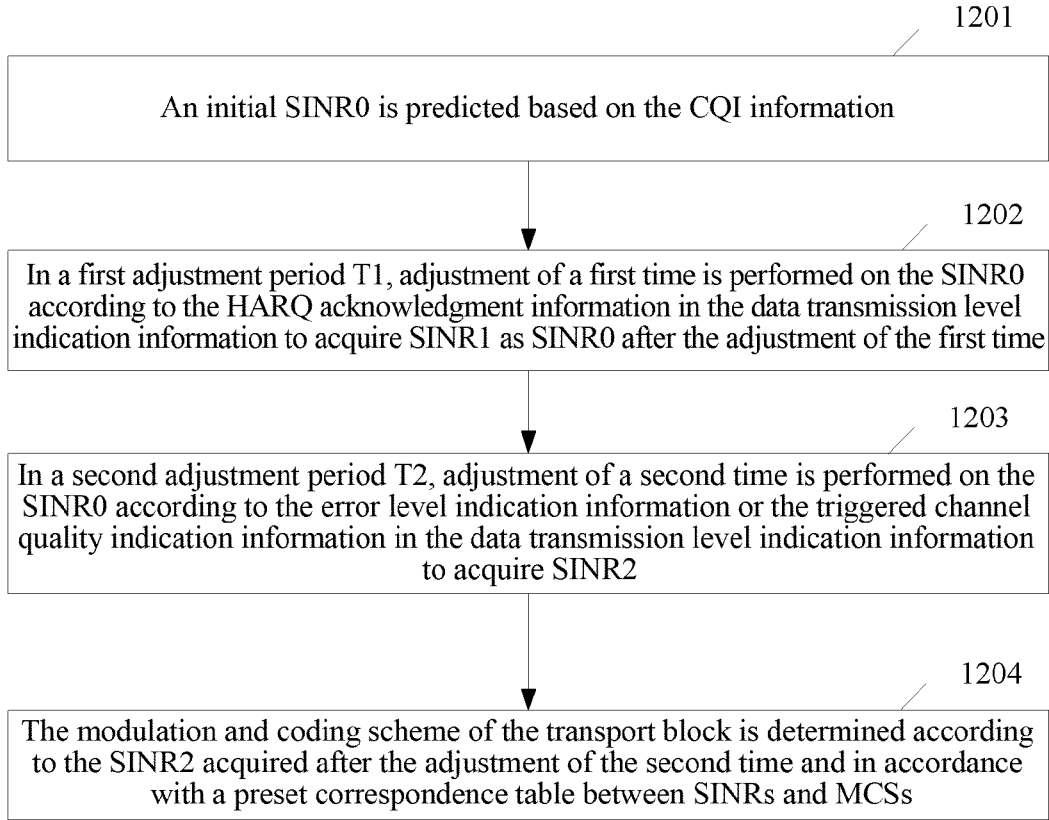 1201
An initial SINR0 is predicted based on the CQI information
1202
In a first adjustment period T1, adjustment of a first time is performed on the SINR0
according to the HARQ acknowledgment information in the data transmission level
indication information to acquire SINR1 as SINR0 after the adjustment of the first time
1203
In a second adjustment period T2, adjustment of a second time is performed on the
SINR0 according to the error level indication information or the triggered channel
quality indication information in the data transmission level indication information
to acquire SINR2
1204
The modulation and coding scheme of the transport block is determined according
to the SINR2 acquired after the adjustment of the second time and in accordance
with a preset correspondence table between SINRs and MCSs